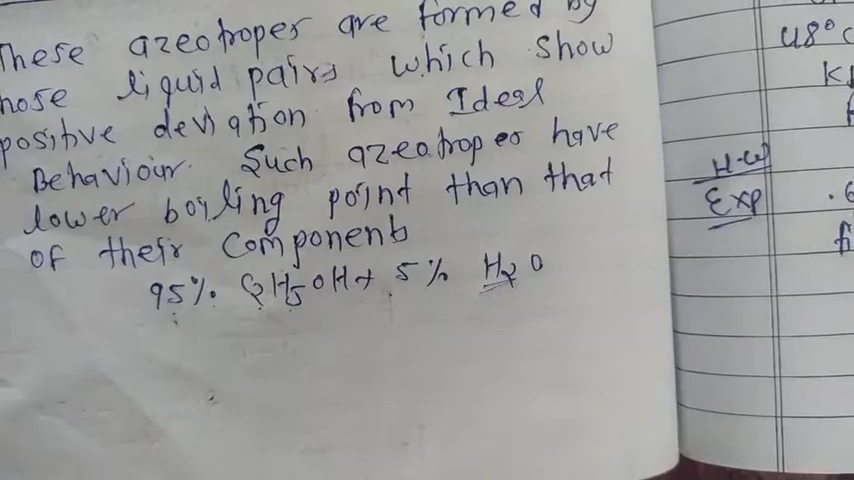 These azeotropes are formed by
hose liquid pairs which show
positive deviation from Ideal
Behaviour. Such azeotropes have
lower boiling point than that
of their components
95% C2H5OH+ 5% H2O
48°C
H-W
Exp